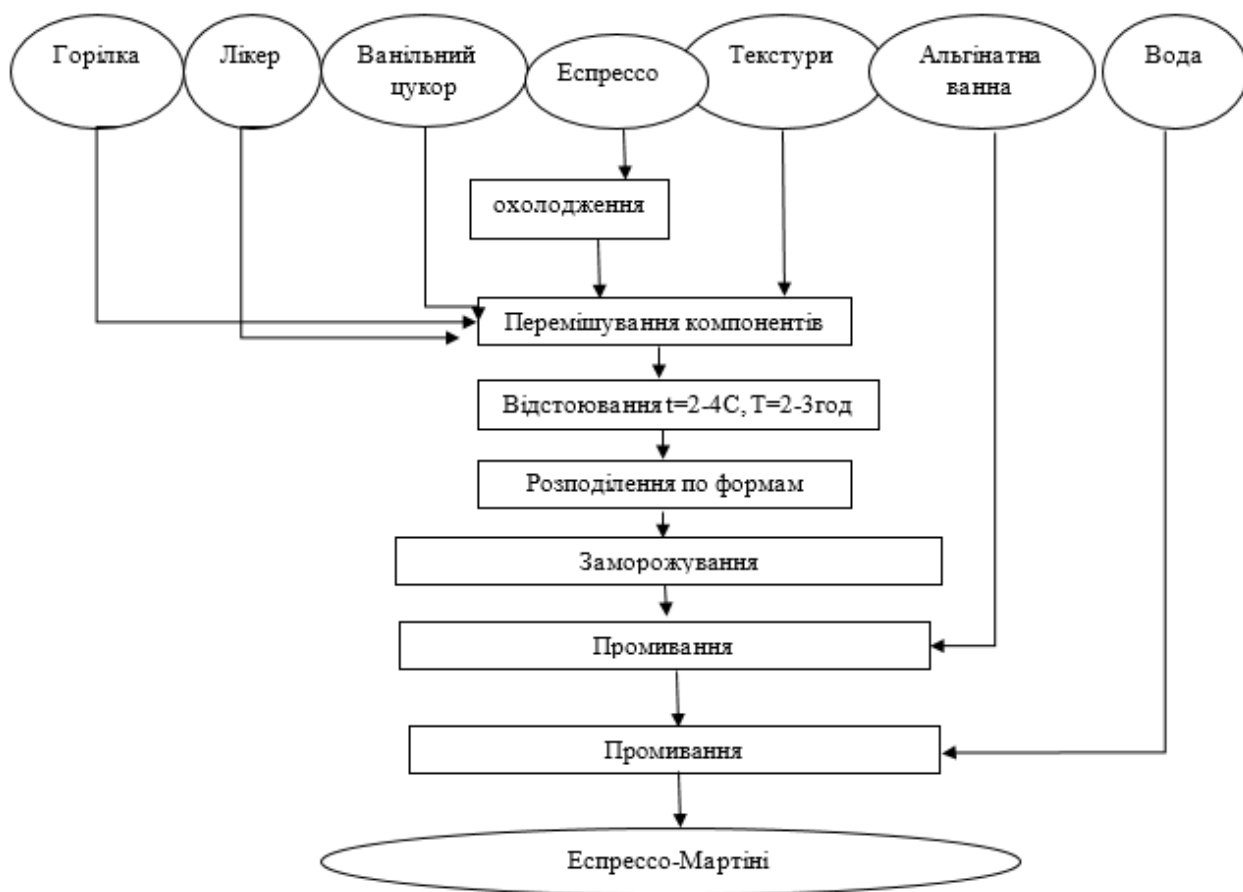 Горілка
Лікер
Ванільний
цукор
Еспрессо
Текстури
Альгінатна
ванна
Вода
охолодження
Перемішування компонентів
Відстоювання t=2-4С, Т=2-3год
Розподілення по формам
Заморожування
Промивання
Промивання
Еспрессо-Мартіні